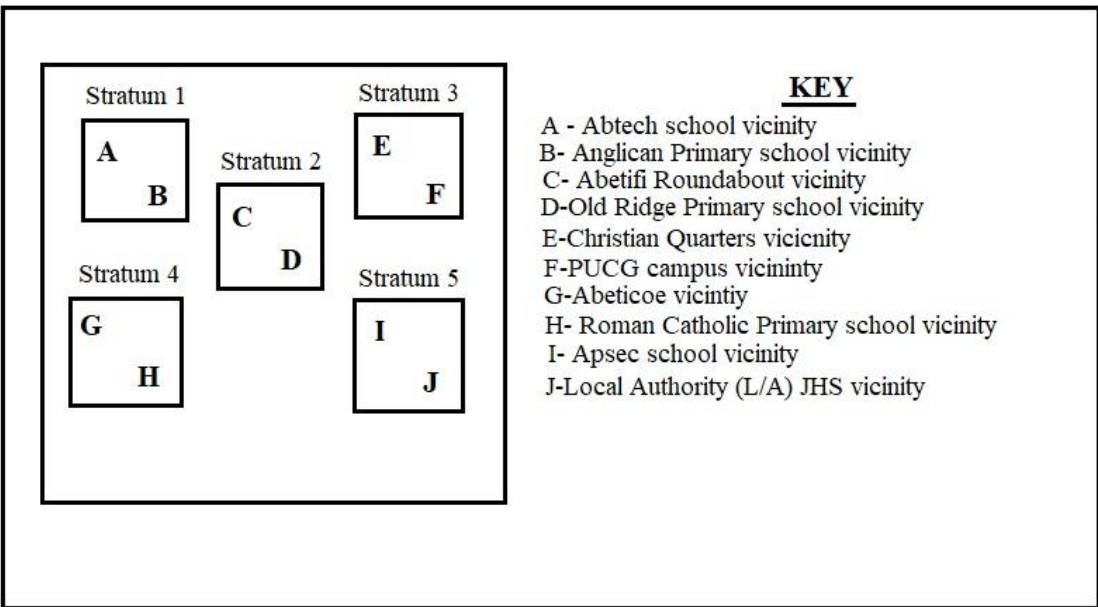 Stratum 1
A
B
Stratum 2
C
D
Stratum 3
E
F
Stratum 4
G
H
Stratum 5
I
J
KEY
A - Abtech school vicinity
B- Anglican Primary school vicinity
C- Abetifi Roundabout vicinity
D-Old Ridge Primary school vicinity
E-Christian Quarters vicicnity
F-PUCG campus vicininty
G-Abeticoe vicintiy
H- Roman Catholic Primary school vicinity
I- Apsec school vicinity
J-Local Authority (L/A) JHS vicinity